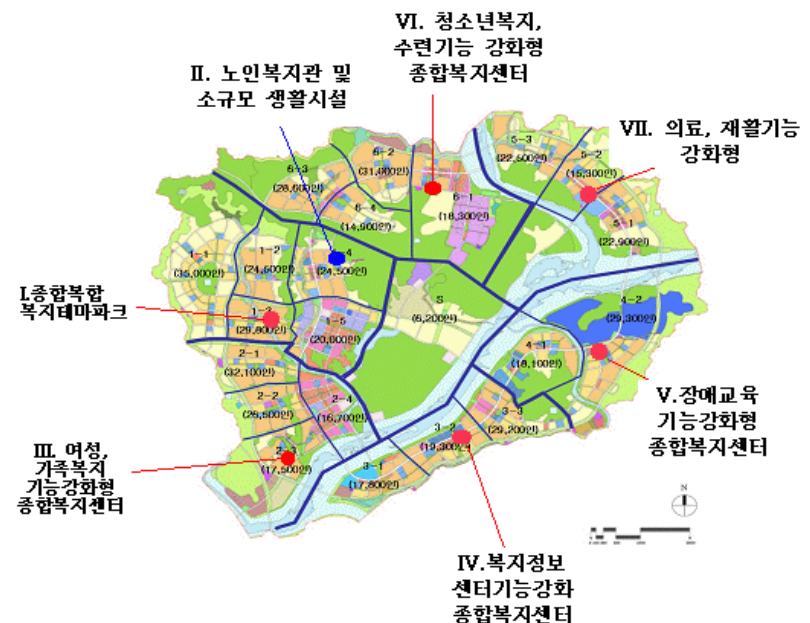 VI. 청소년복지,
수련기능 강화형
종합복지센터
II. 노인복지관 및
소규모 생활시설
VII. 의료, 재활기능
강화형
5-3
(22,500인)
5-2
(15,300인)
6-2
(31,900인)
6-3
(28,600인)
6-1
(18,300인)
6-4
(14,900인)
5-1
(22,900인)
1-1
(35,000인)
1-2
(24,600인)
(24,500인)
I.종합복합
복지테마파크
(29,800인)
1-5
(20,000인)
S
(6,200인)
4-2
(29,300인)
4-1
(18,100인)
2-1
(32,100인)
2-2
(26,500인)
2-4
(16,700인)
3-3
(29,200인)
3-2
(19,300인)
V.장애교육
기능강화형
종합복지센터
III. 여성,
가족복지
기능강화형
종합복지센터
(17,500인)
3-1
(17,800인)
N
IV.복지정보
센터기능강화
종합복지센터